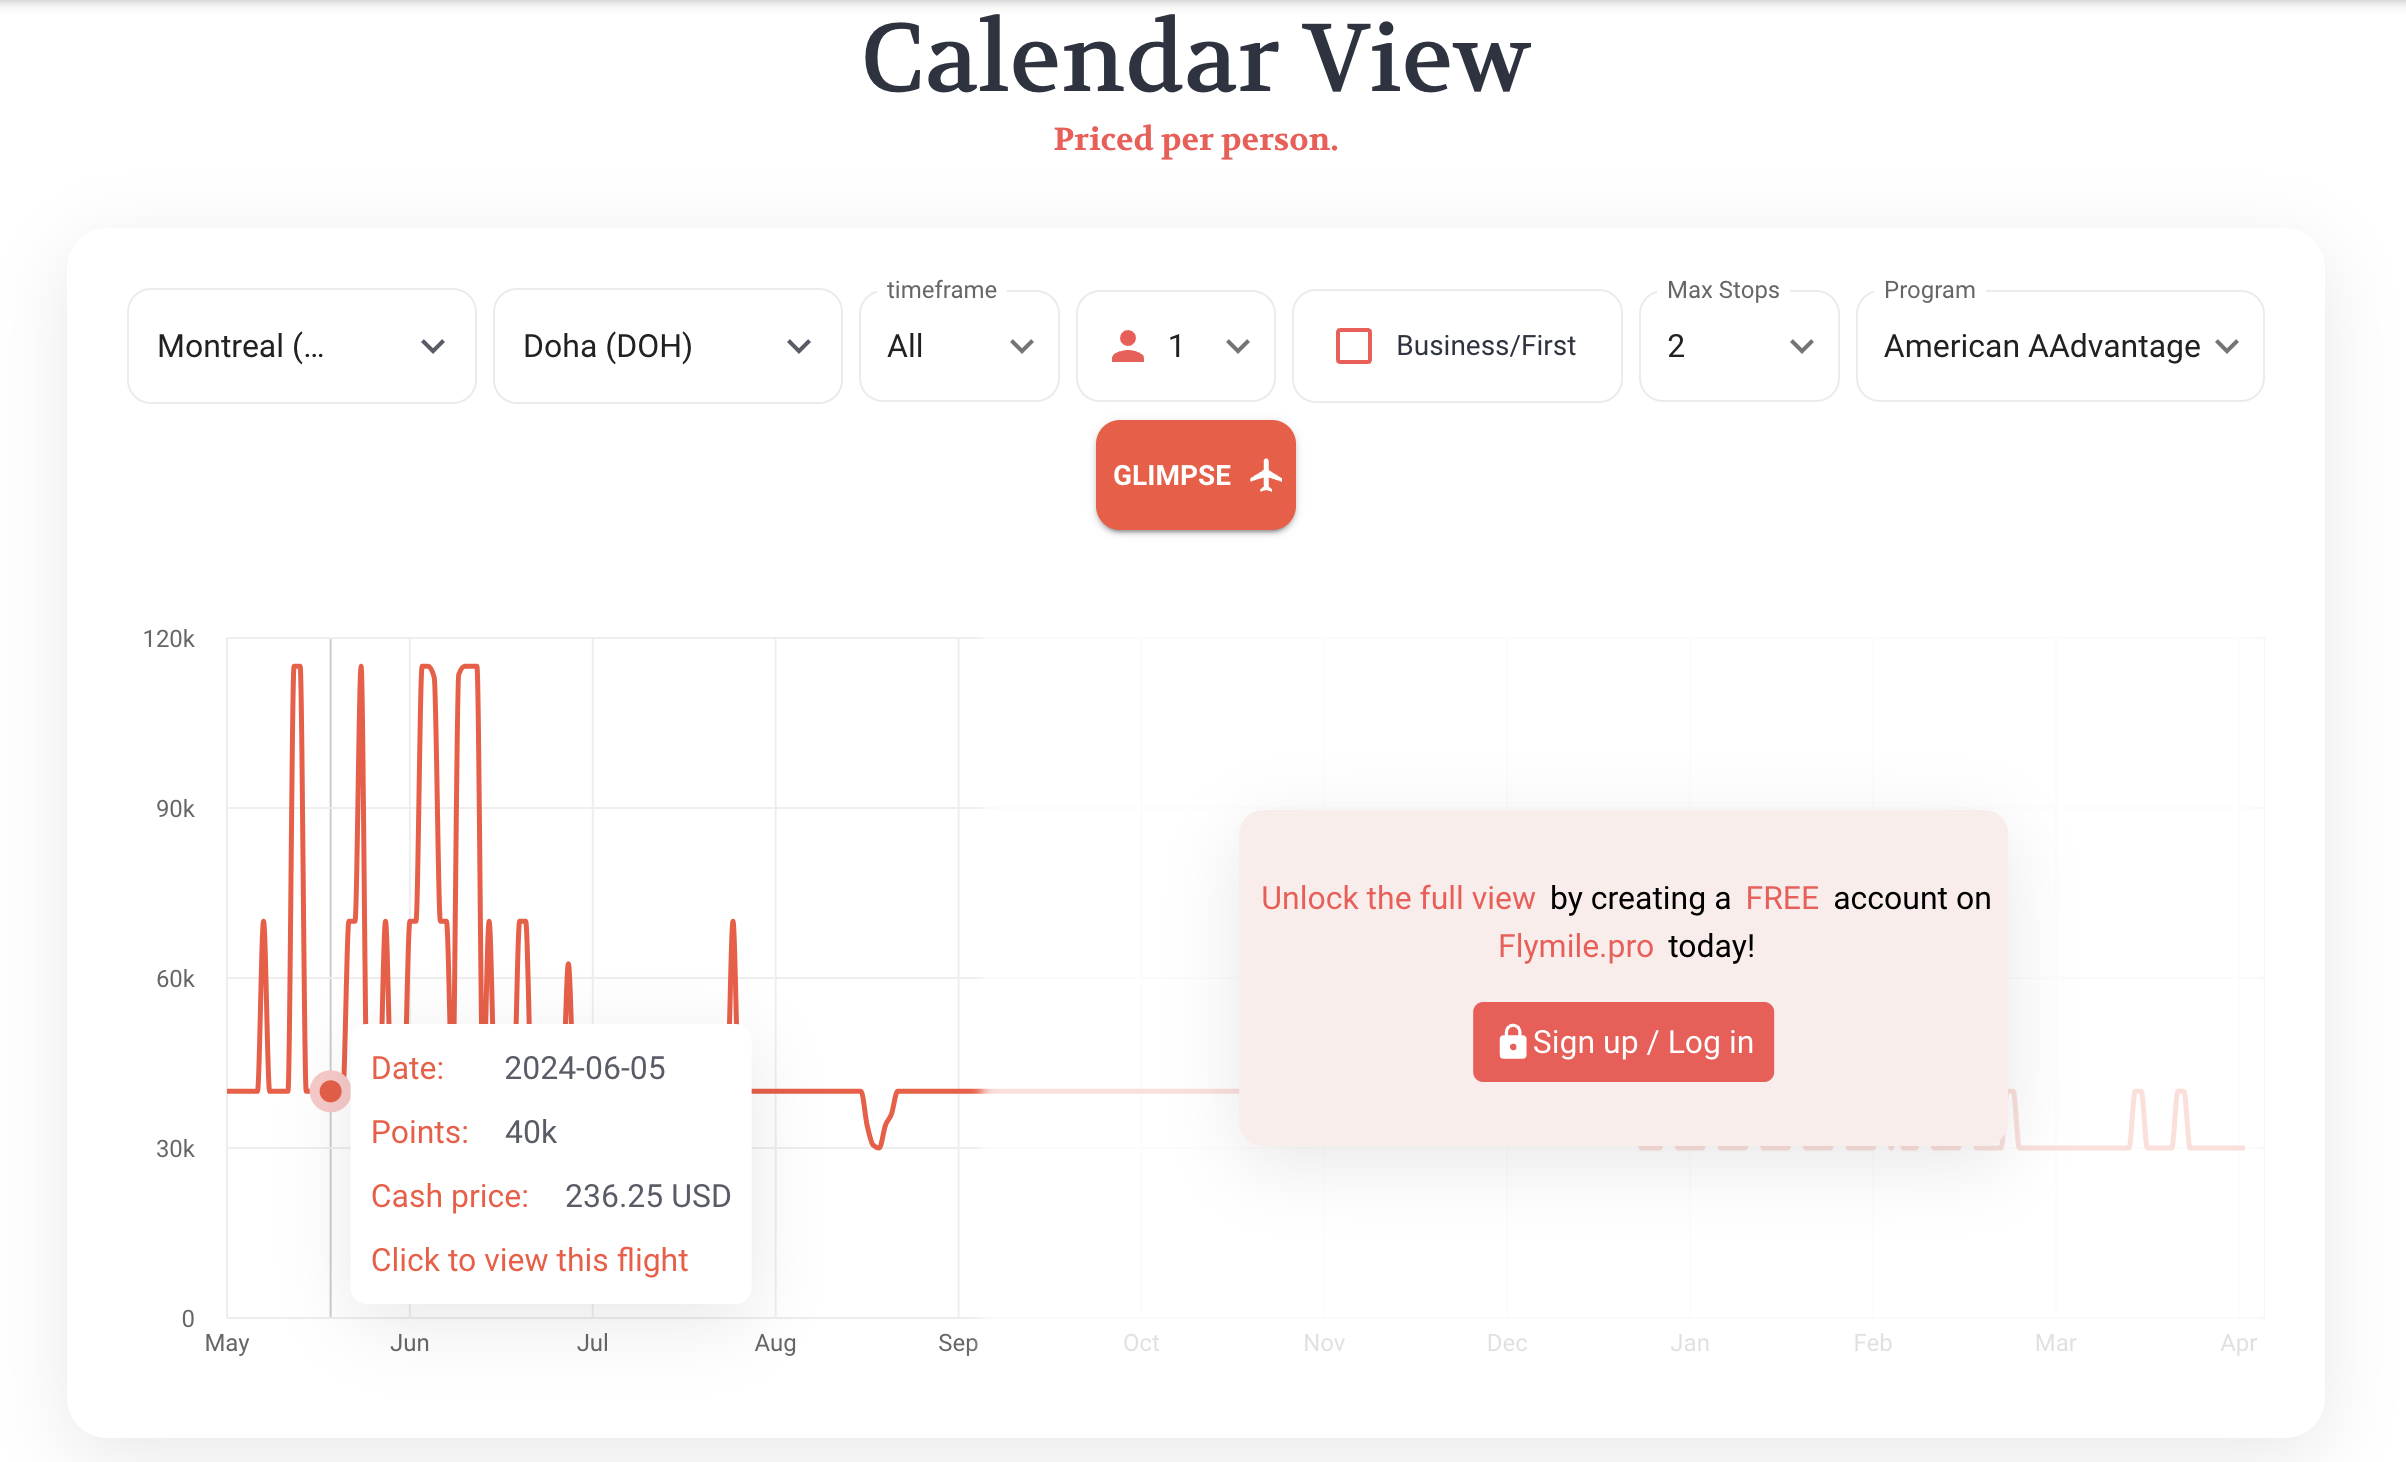 Calendar View
Priced per person.
timeframe
Max Stops
Program
Montreal (...
Doha (DOH)
All
1
Business/First
2
American AAdvantage
GLIMPSE
120k
90k
60k
30k
0
Unlock the full view by creating a FREE account on
Flymile.pro today!
Sign up / Log in
Date: 2024-06-05
Points: 40k
Cash price: 236.25 USD
Click to view this flight
May Jun Jul Aug Sep Oct Nov Dec Jan Feb Mar Apr